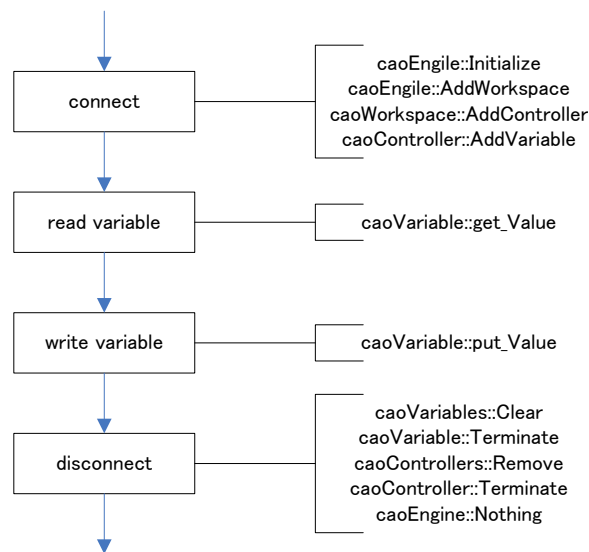 connect
caoEngile::Initialize
caoEngile::AddWorkspace
caoWorkspace::AddController
caoController::AddVariable
read variable
caoVariable::get_Value
write variable
caoVariable::put_Value
disconnect
caoVariables::Clear
caoVariable::Terminate
caoControllers::Remove
caoController::Terminate
caoEngine::Nothing